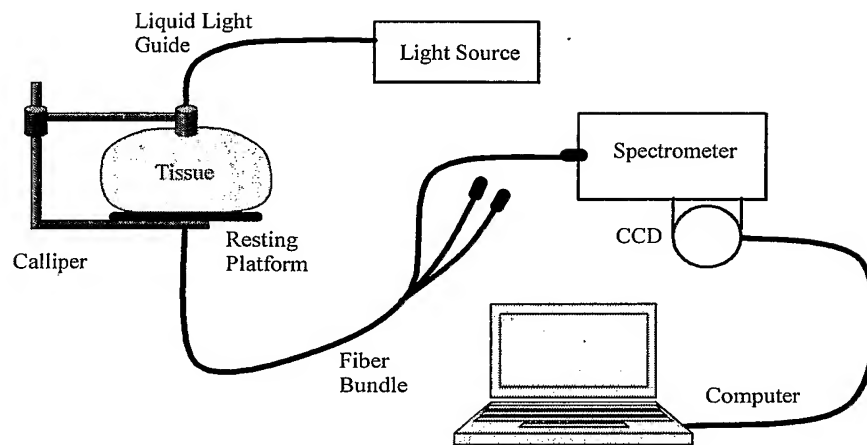 Liquid Light
Guide
Light Source
Spectrometer
Tissue
CCD
Calliper
Resting
Platform
Fiber
Bundle
Computer